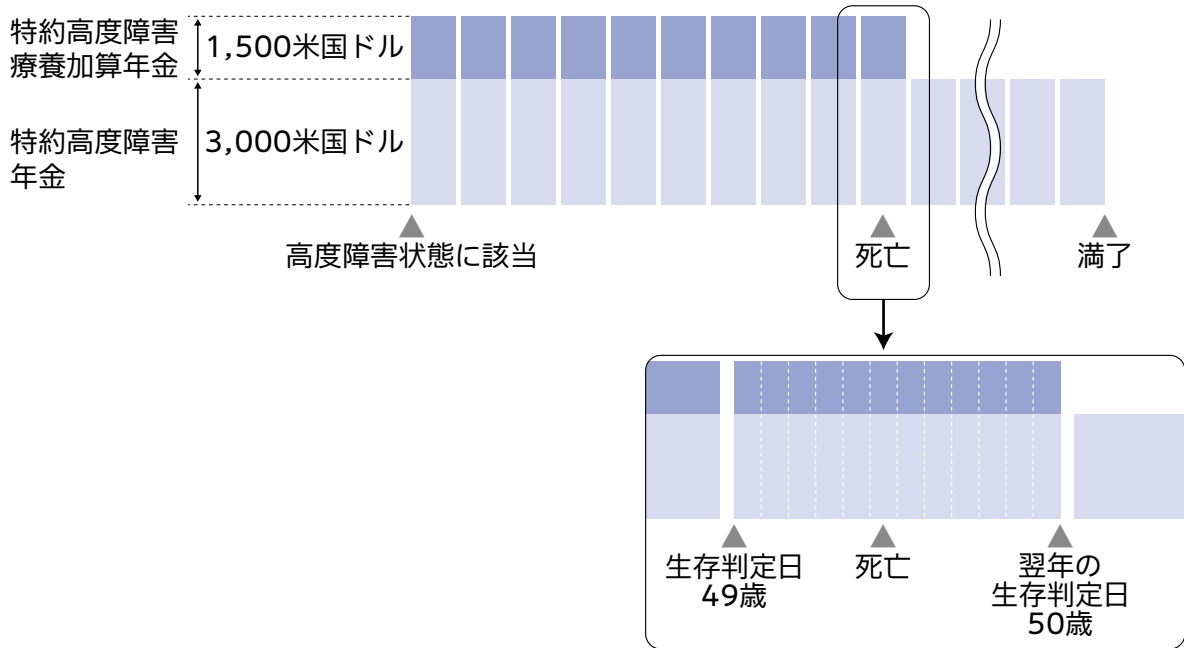 特約高度障害
療養加算年金
1,500米国ドル
特約高度障害
年金
3,000米国ドル
高度障害状態に該当
死亡
満了
生存判定日
49歳
死亡
翌年の
生存判定日
50歳